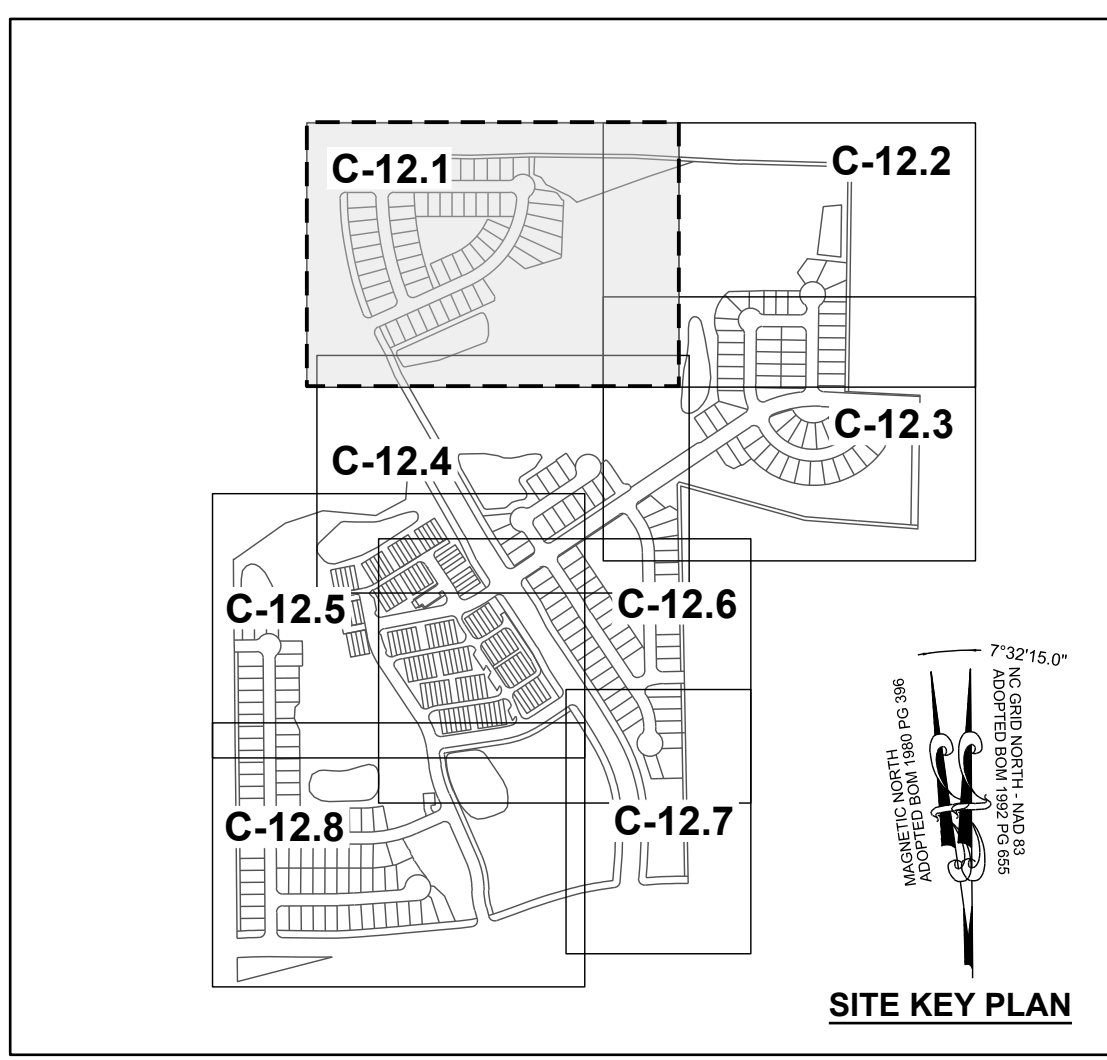 C-12.1
C-12.2
C-12.3
C-12.4
C-12.5
C-12.6
C-12.7
C-12.8
7°32'15.0"
MAGNETIC NORTH
ADOPTED BOM 1980 PG 396
NC GRID NORTH - NAD 83
ADOPTED BOM 1992 PG 655
SITE KEY PLAN